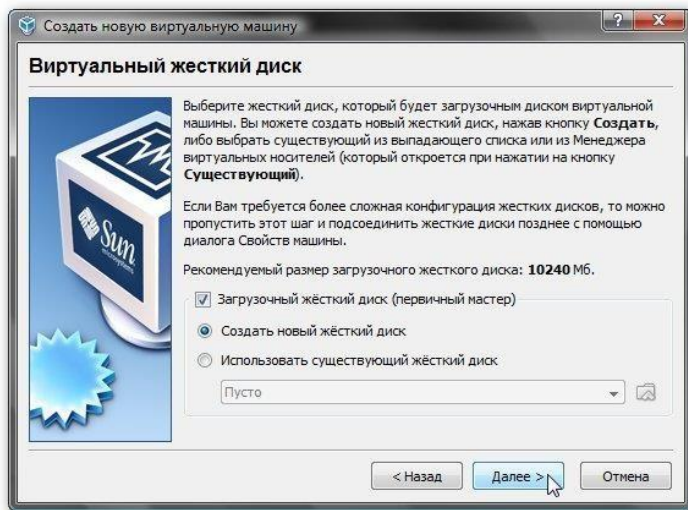 Создать новую виртуальную машину
Виртуальный жесткий диск
Выберите жесткий диск, который будет загрузочным диском виртуальной
машины. Вы можете создать новый жесткий диск, нажав кнопку Создать,
либо выбрать существующий из выпадающего списка или из Менеджера
виртуальных носителей (который откроется при нажатии на кнопку
Существующий).
Если Вам требуется более сложная конфигурация жестких дисков, то можно
пропустить этот шаг и подсоединить жесткие диски позднее с помощью
диалога Свойств машины.
Рекомендуемый размер загрузочного жесткого диска: 10240 Мб.
Загрузочный жёсткий диск (первичный мастер)
Создать новый жёсткий диск
Использовать существующий жёсткий диск
Пусто
Sun
microsystems
< Назад
Далее >
Отмена